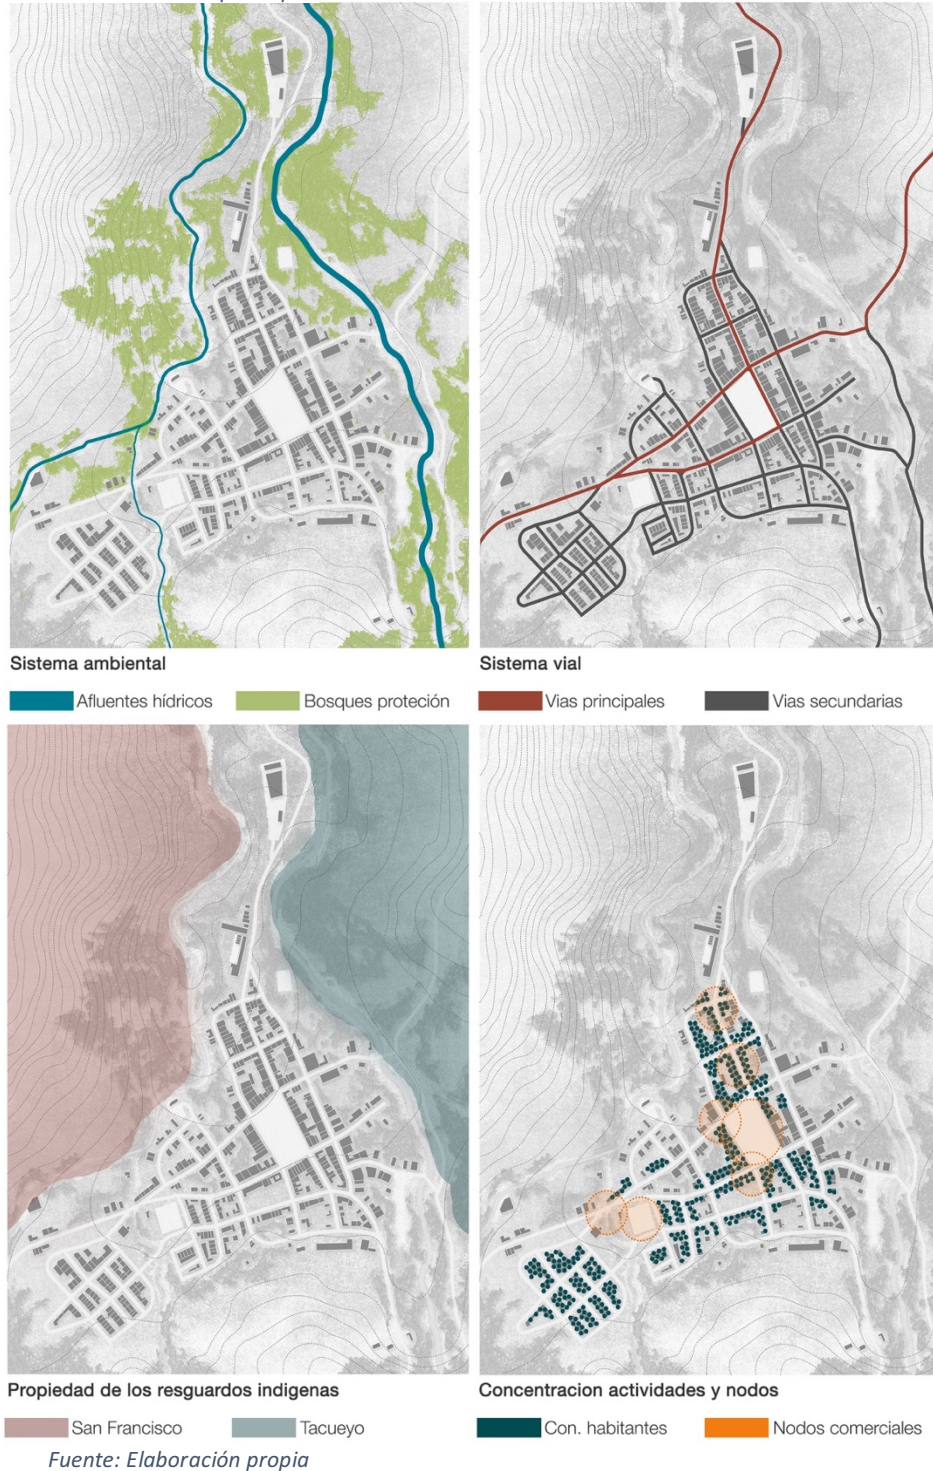 Sistema ambiental
Afluentes hídricos
Bosques proteción
Sistema vial
Vias principales
Vias secundarias
Propiedad de los resguardos indigenas
San Francisco
Tacueyo
Concentracion actividades y nodos
Con. habitantes
Nodos comerciales
Fuente: Elaboración propia